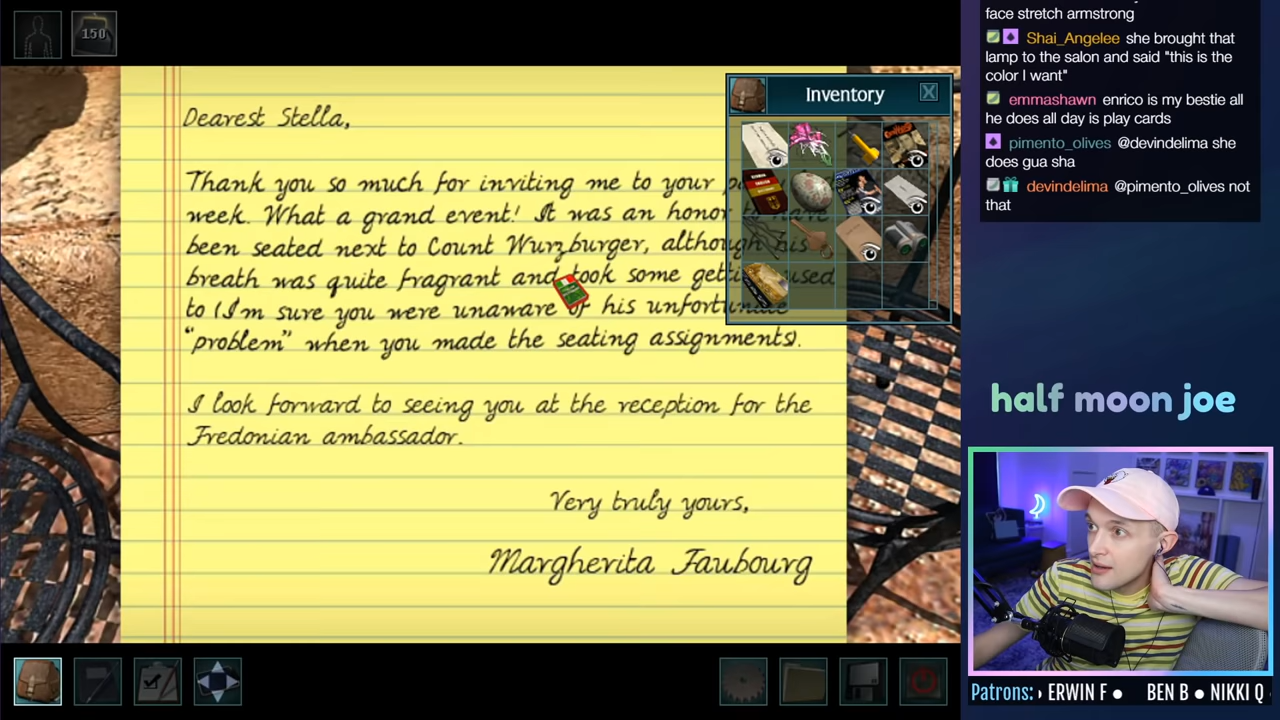 150
Inventory
X
Dearest Stella,
Thank you so much for inviting me to your
week. What a grand event! It was an honor to have
been seated next to Count Wurzburger, although his
breath was quite fragrant and took some getting used
to (I'm sure you were unaware of his unfortunate
"problem" when you made the seating assignments).
I look forward to seeing you at the reception for the
Fredonian ambassador.
Very truly yours,
Margherita Faubourg
face stretch armstrong
Shai_Angelee she brought that
lamp to the salon and said "this is the
color I want"
emmashawn enrico is my bestie all
he does all day is play cards
pimento_olives @devindelima she
does gua sha
devindelima @pimento_olives not
that
half moon joe
Patrons: ERWIN F ● BEN B ● NIKKI Q